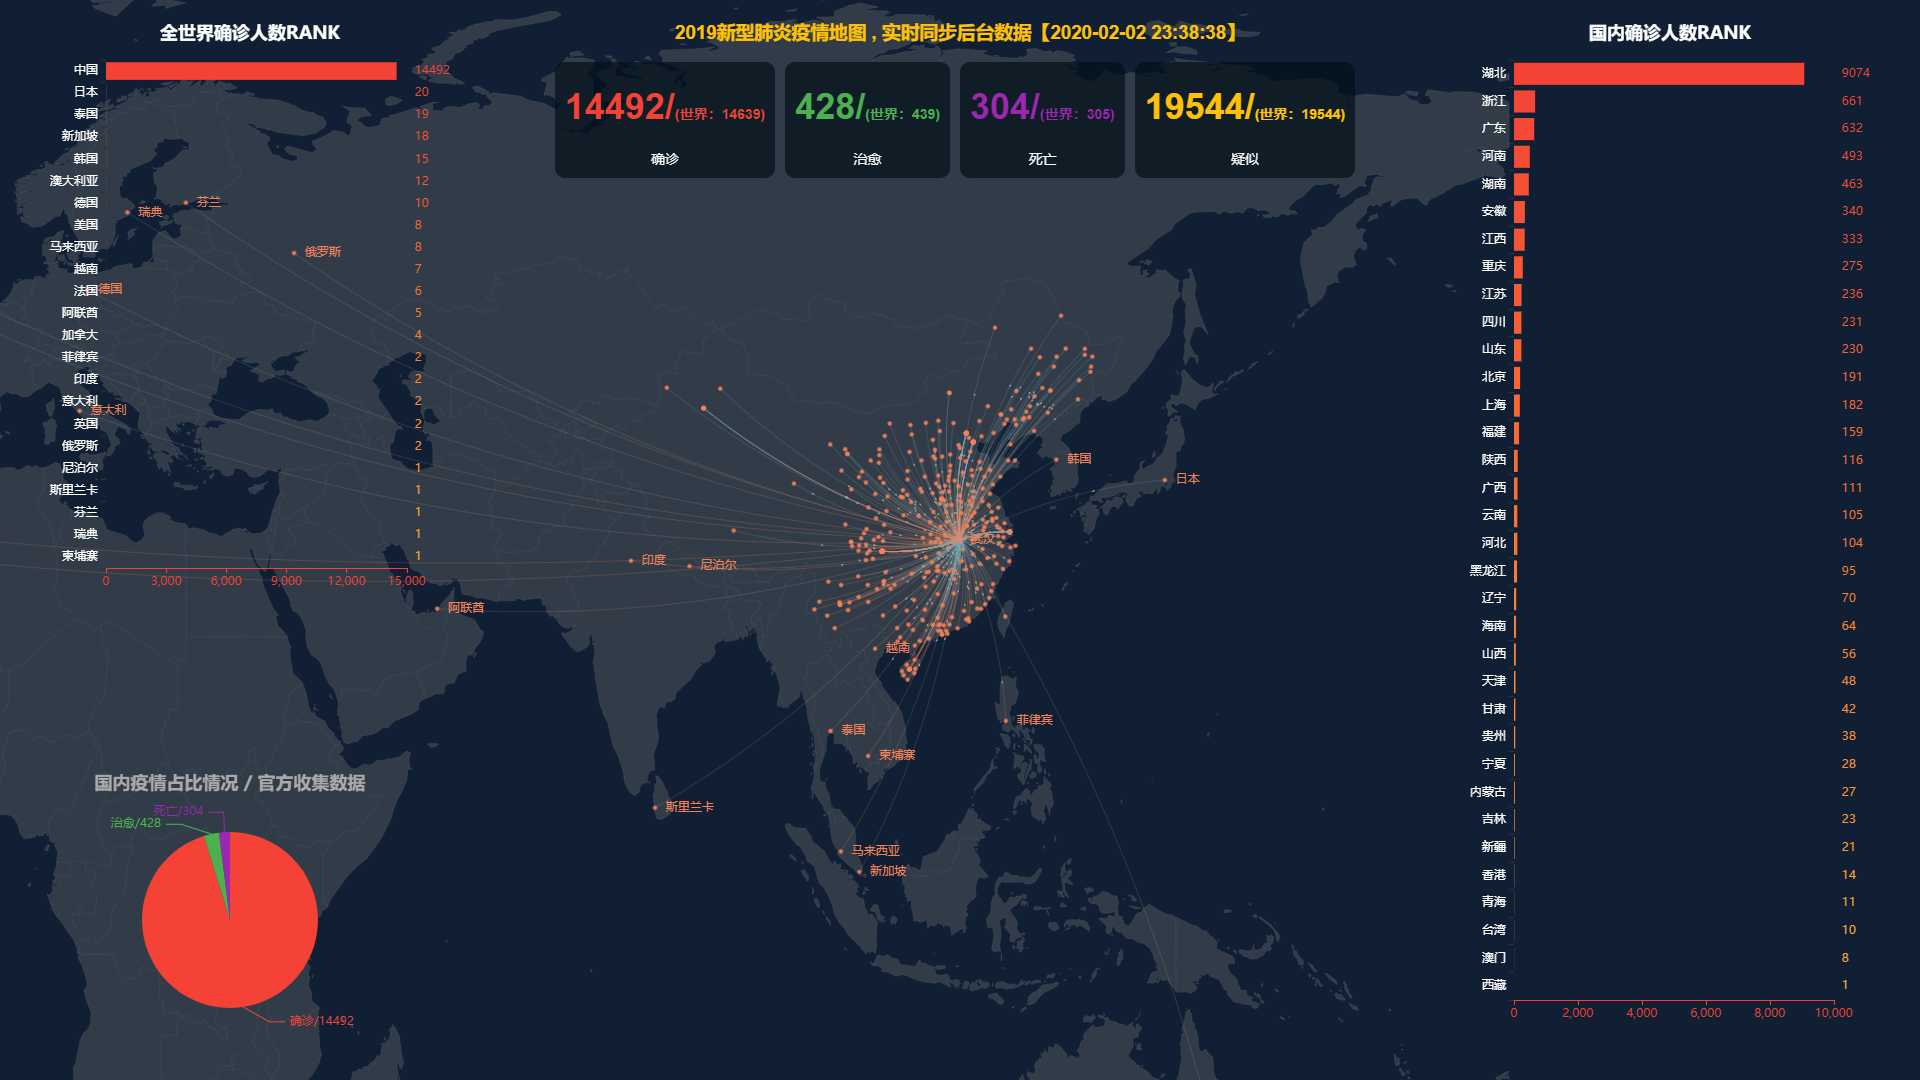 全世界确诊人数RANK
中国 14492
日本 20
泰国 19
新加坡 18
韩国 15
澳大利亚 12
德国 10
美国 8
马来西亚 8
越南 7
法国 6
阿联酋 5
加拿大 4
菲律宾 2
印度 2
意大利 2
英国 2
俄罗斯 2
尼泊尔 1
斯里兰卡 1
芬兰 1
瑞典 1
柬埔寨 1
0 3,000 6,000 9,000 12,000 15,000
2019新型肺炎疫情地图 , 实时同步后台数据【2020-02-02 23:38:38】
14492/(世界：14639)
确诊
428/(世界：439)
治愈
304/(世界：305)
死亡
19544/(世界：19544)
疑似
芬兰
瑞典
俄罗斯
德国
意大利
韩国
日本
武汉
印度
尼泊尔
阿联酋
越南
菲律宾
泰国
柬埔寨
斯里兰卡
马来西亚
新加坡
国内疫情占比情况 / 官方收集数据
死亡/304
治愈/428
确诊/14492
国内确诊人数RANK
湖北 9074
浙江 661
广东 632
河南 493
湖南 463
安徽 340
江西 333
重庆 275
江苏 236
四川 231
山东 230
北京 191
上海 182
福建 159
陕西 116
广西 111
云南 105
河北 104
黑龙江 95
辽宁 70
海南 64
山西 56
天津 48
甘肃 42
贵州 38
宁夏 28
内蒙古 27
吉林 23
新疆 21
香港 14
青海 11
台湾 10
澳门 8
西藏 1
0 2,000 4,000 6,000 8,000 10,000